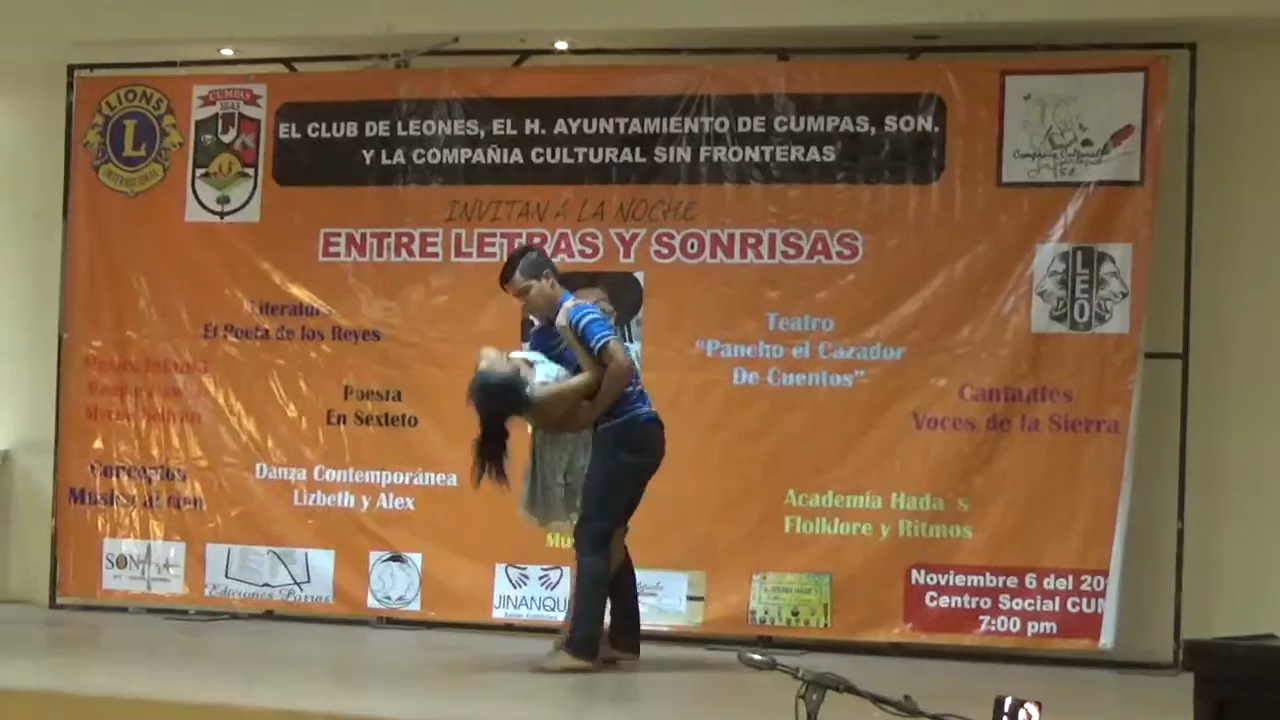 LIONS
L
INTERNATIONAL
CUMPAS
EL CLUB DE LEONES, EL H. AYUNTAMIENTO DE CUMPAS, SON.
Y LA COMPAÑIA CULTURAL SIN FRONTERAS
INVITAN A LA NOCHE
ENTRE LETRAS Y SONRISAS
LEO
El Poeta de los Reyes
Teatro
"Pancho el Cazador
De Cuentos"
Poesia
En Sexteto
Cantantes
Voces de la Sierra
Danza Contemporánea
Lizbeth y Alex
Academia Hada´s
Flolklore y Ritmos
Ediciones
JINANQU
Noviembre 6 del 20
Centro Social CUM
7:00 pm